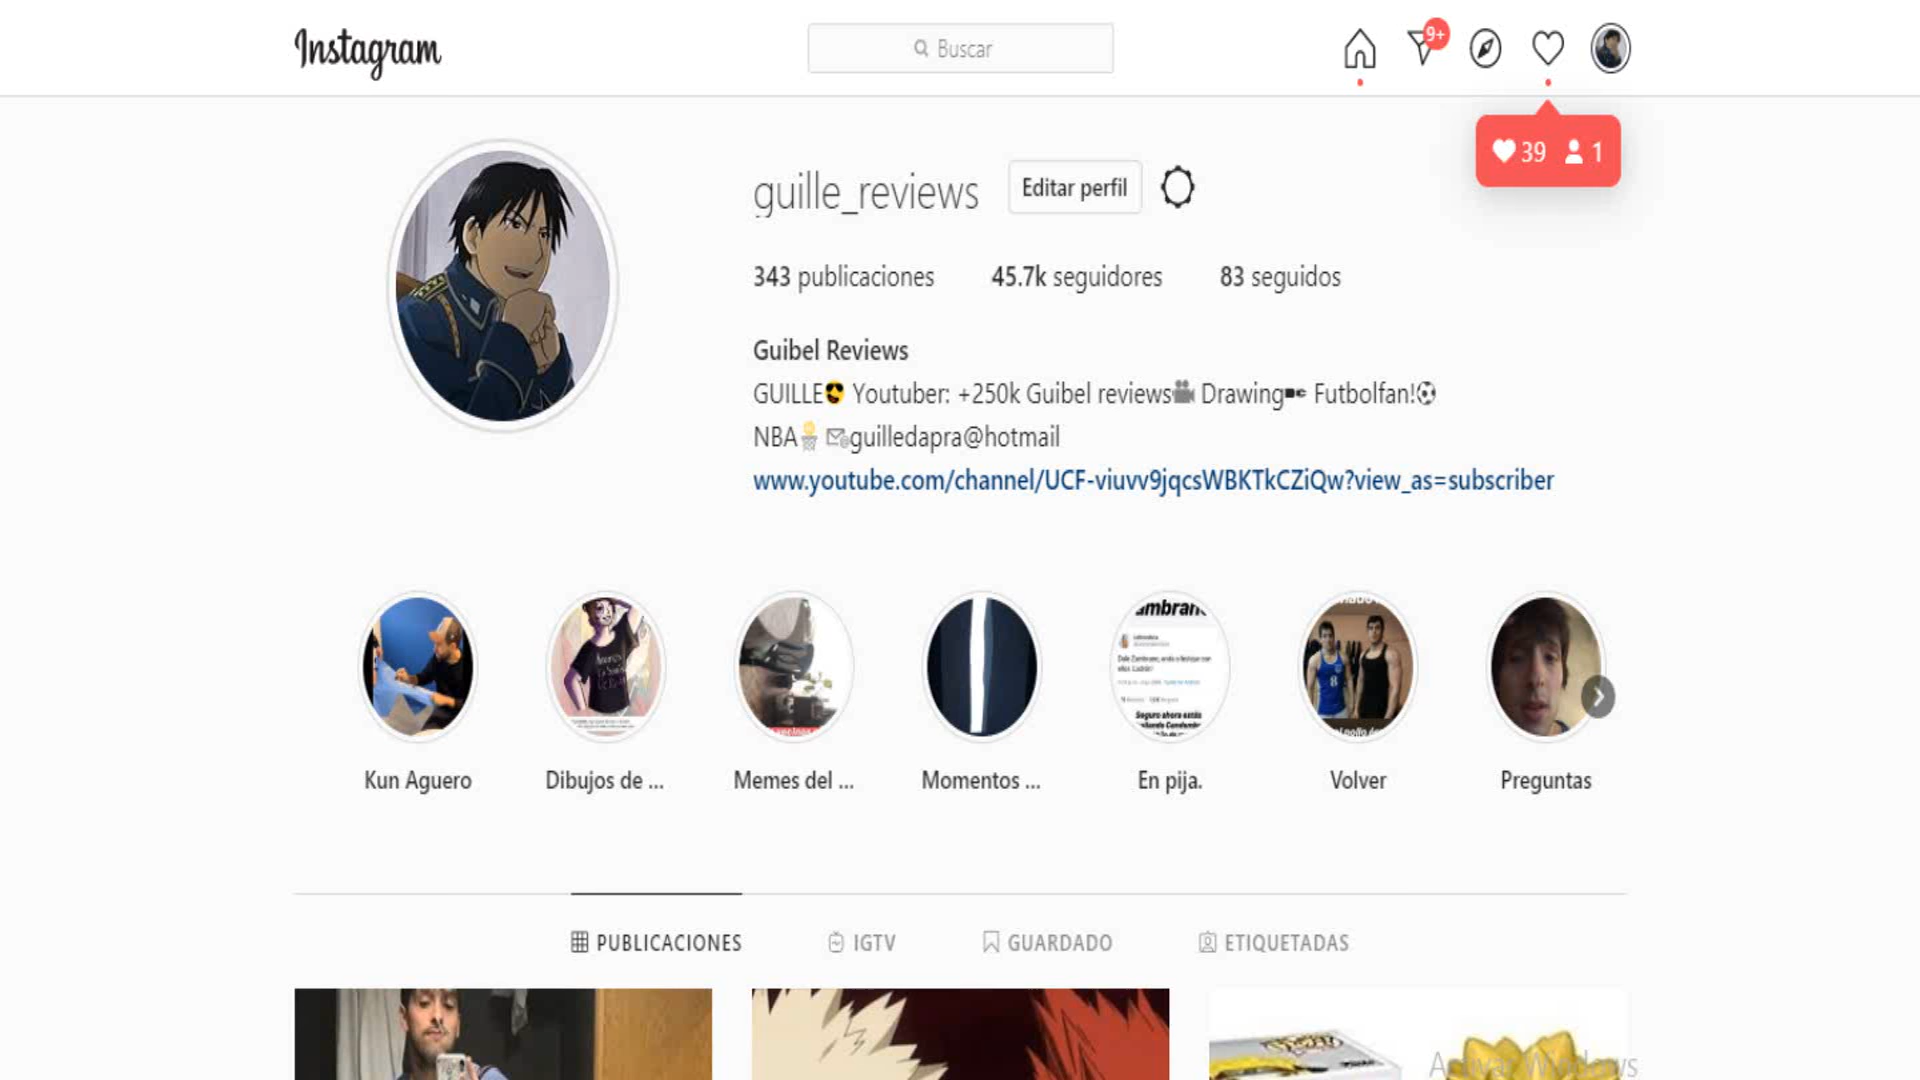 Instagram
Buscar
9+
39 1
guille_reviews
Editar perfil
343 publicaciones 45.7k seguidores 83 seguidos
Guibel Reviews
GUILLE😎 Youtuber: +250k Guibel reviews🎥 Drawing✏ Futbolfan!⚽
NBA🏀 📧guilledapra@hotmail
www.youtube.com/channel/UCF-viuvv9jqcsWBKTkCZiQw?view_as=subscriber
Kun Aguero
Dibujos de ...
Memes del ...
Momentos ...
En pija.
Volver
Preguntas
PUBLICACIONES
IGTV
GUARDADO
ETIQUETADAS
Activar Windows